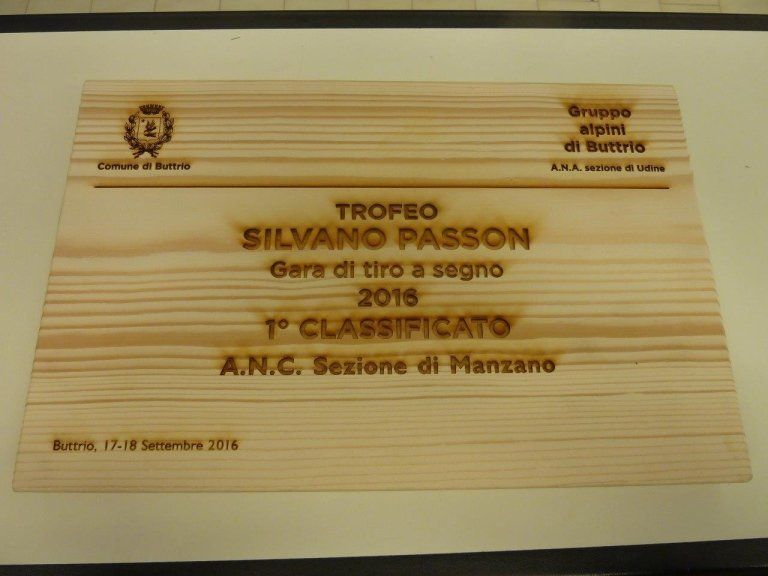 Comune di Buttrio
Gruppo
alpini
di Buttrio
A.N.A. sezione di Udine
TROFEO
SILVANO PASSON
Gara di tiro a segno
2016
1° CLASSIFICATO
A.N.C. Sezione di Manzano
Buttrio, 17-18 Settembre 2016